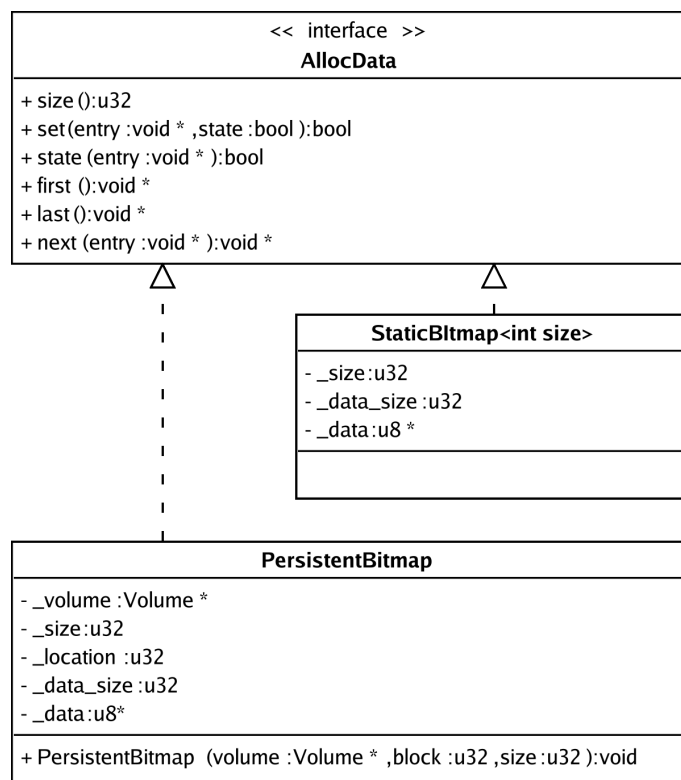 << interface >>
AllocData
+ size():u32
+ set(entry:void * ,state:bool):bool
+ state(entry:void * ):bool
+ first ():void *
+ last():void *
+ next (entry:void * ):void *
StaticBItmap<int size>
- _size:u32
- _data_size:u32
- _data:u8 *
PersistentBitmap
- _volume:Volume *
- _size:u32
- _location :u32
- _data_size:u32
- _data:u8*
+ PersistentBitmap (volume:Volume * ,block:u32,size:u32):void